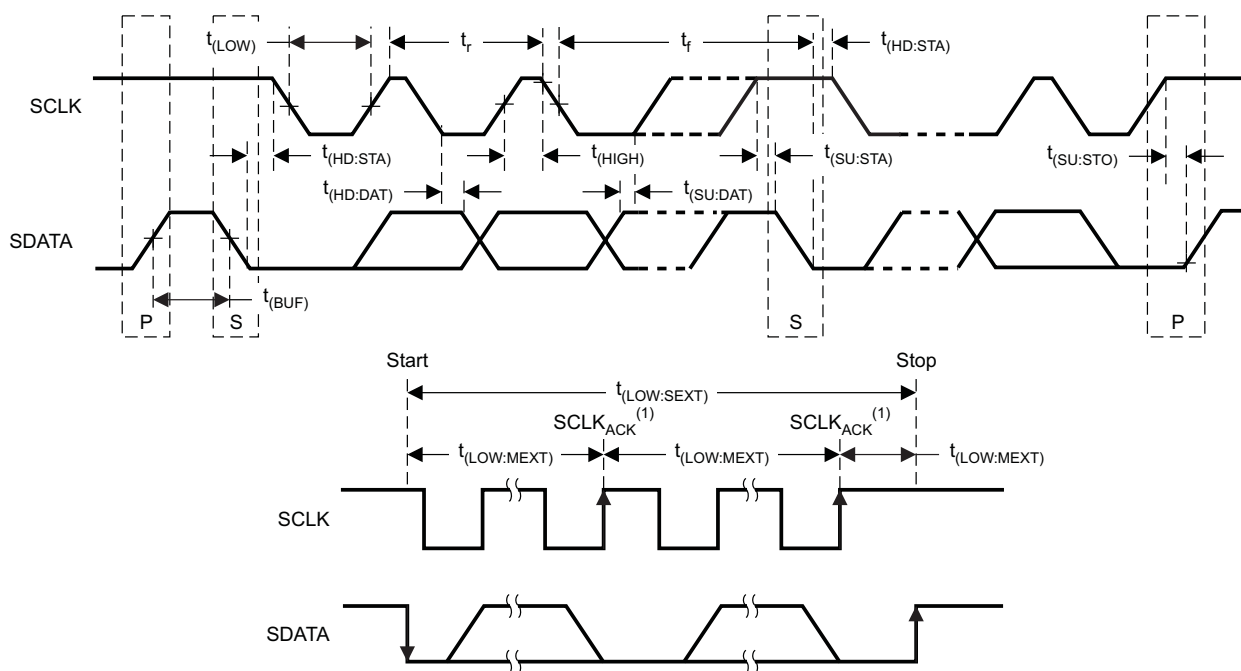 t(LOW)
tr
tf
t(HD:STA)
SCLK
t(HD:STA)
t(HIGH)
t(SU:STA)
t(SU:STO)
t(HD:DAT)
t(SU:DAT)
SDATA
t(BUF)
P
S
S
P
Start
Stop
t(LOW:SEXT)
SCLKACK(1)
SCLKACK(1)
t(LOW:MEXT)
t(LOW:MEXT)
t(LOW:MEXT)
SCLK
SDATA